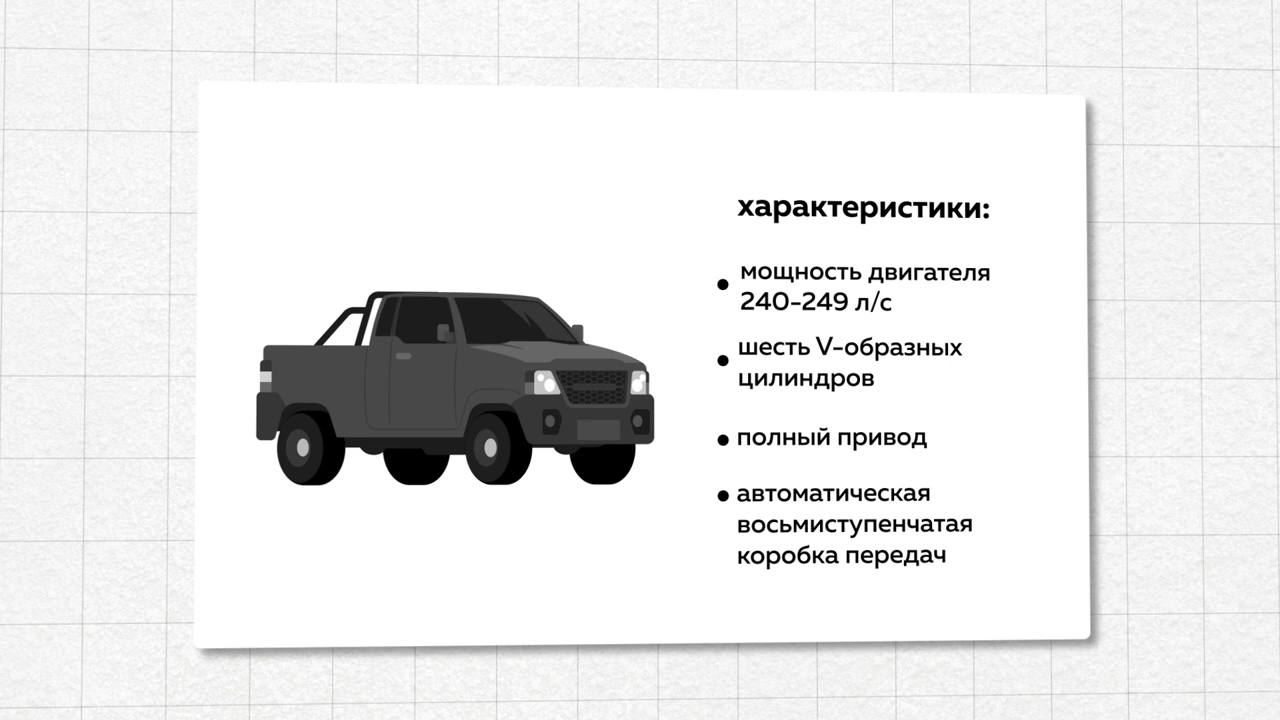 характеристики:
мощность двигателя
240-249 л/с
шесть V-образных
цилиндров
полный привод
автоматическая
восьмиступенчатая
коробка передач